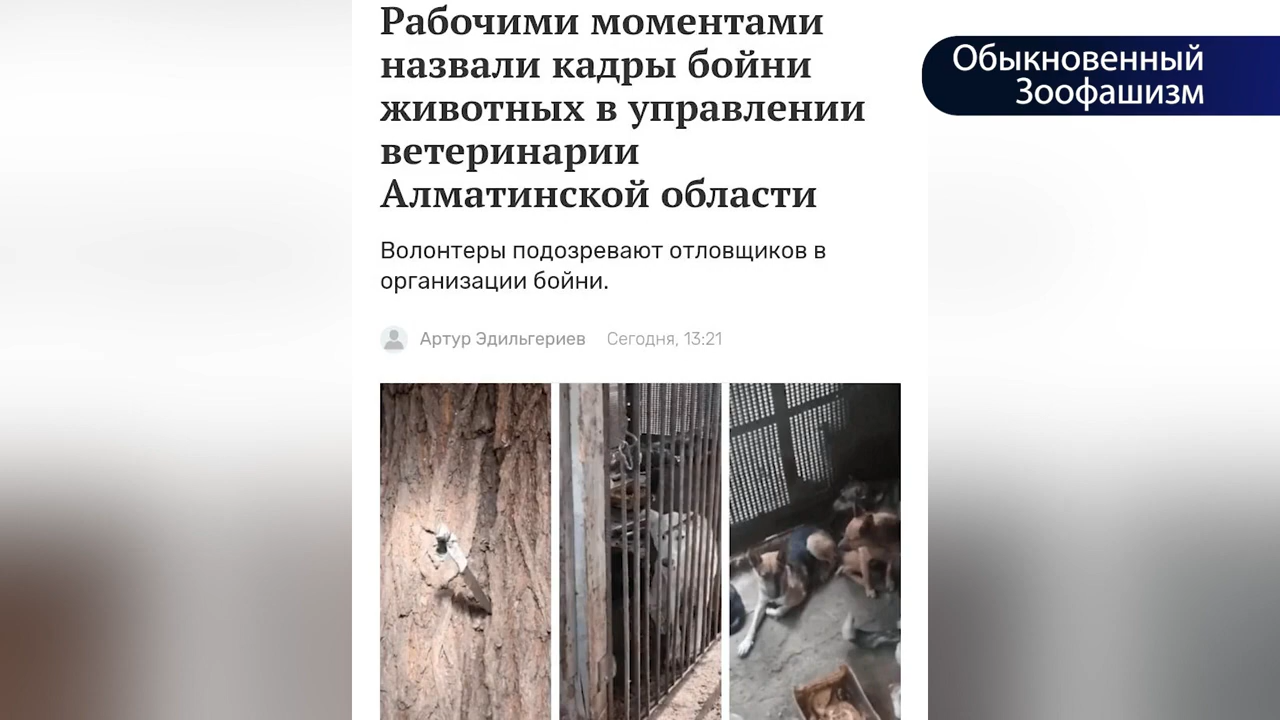 Рабочими моментами
назвали кадры бойни
животных в управлении
ветеринарии
Алматинской области
Волонтеры подозревают отловщиков в
организации бойни.
Артур Эдильгериев Сегодня, 13:21
Обыкновенный
Зоофашизм